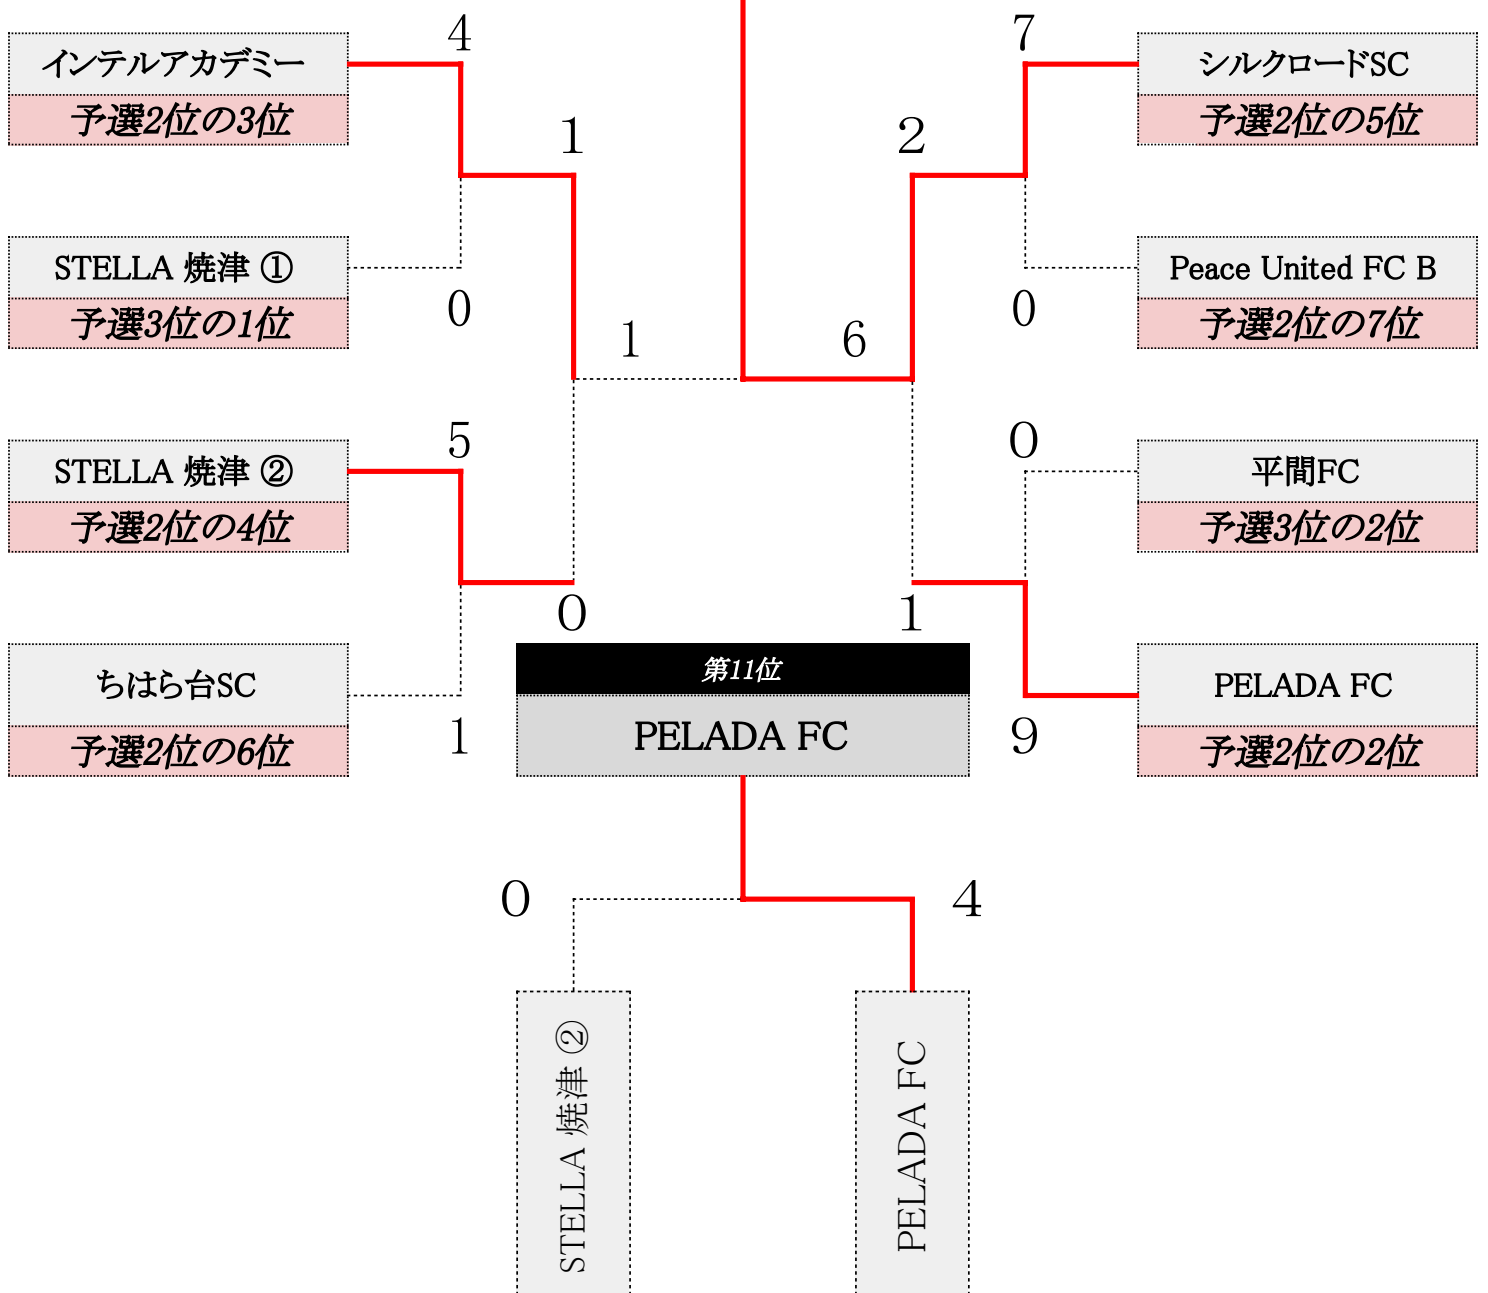 4
7
インテルアカデミー
シルクロードSC
予選2位の3位
予選2位の5位
1
2
STELLA 焼津 ①
Peace United FC B
0
0
予選3位の1位
予選2位の7位
1
6
5
0
STELLA 焼津 ②
平間FC
予選2位の4位
予選3位の2位
0
1
第11位
ちはら台SC
PELADA FC
PELADA FC
1
9
予選2位の6位
予選2位の2位
0
4
STELLA 焼津 ②
PELADA FC